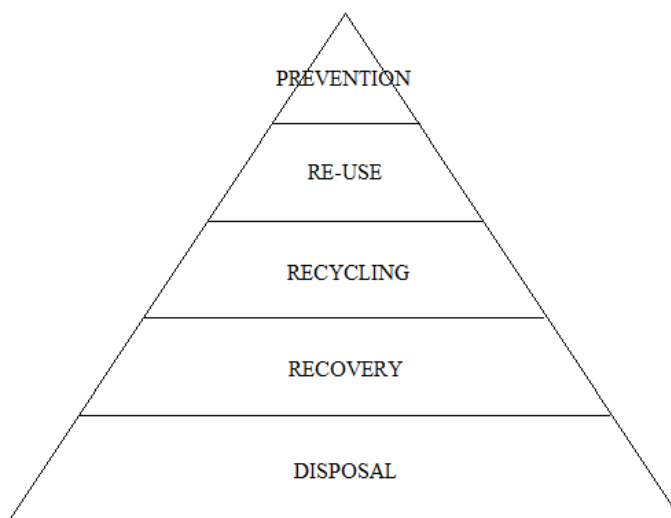 PREVENTION
RE-USE
RECYCLING
RECOVERY
DISPOSAL